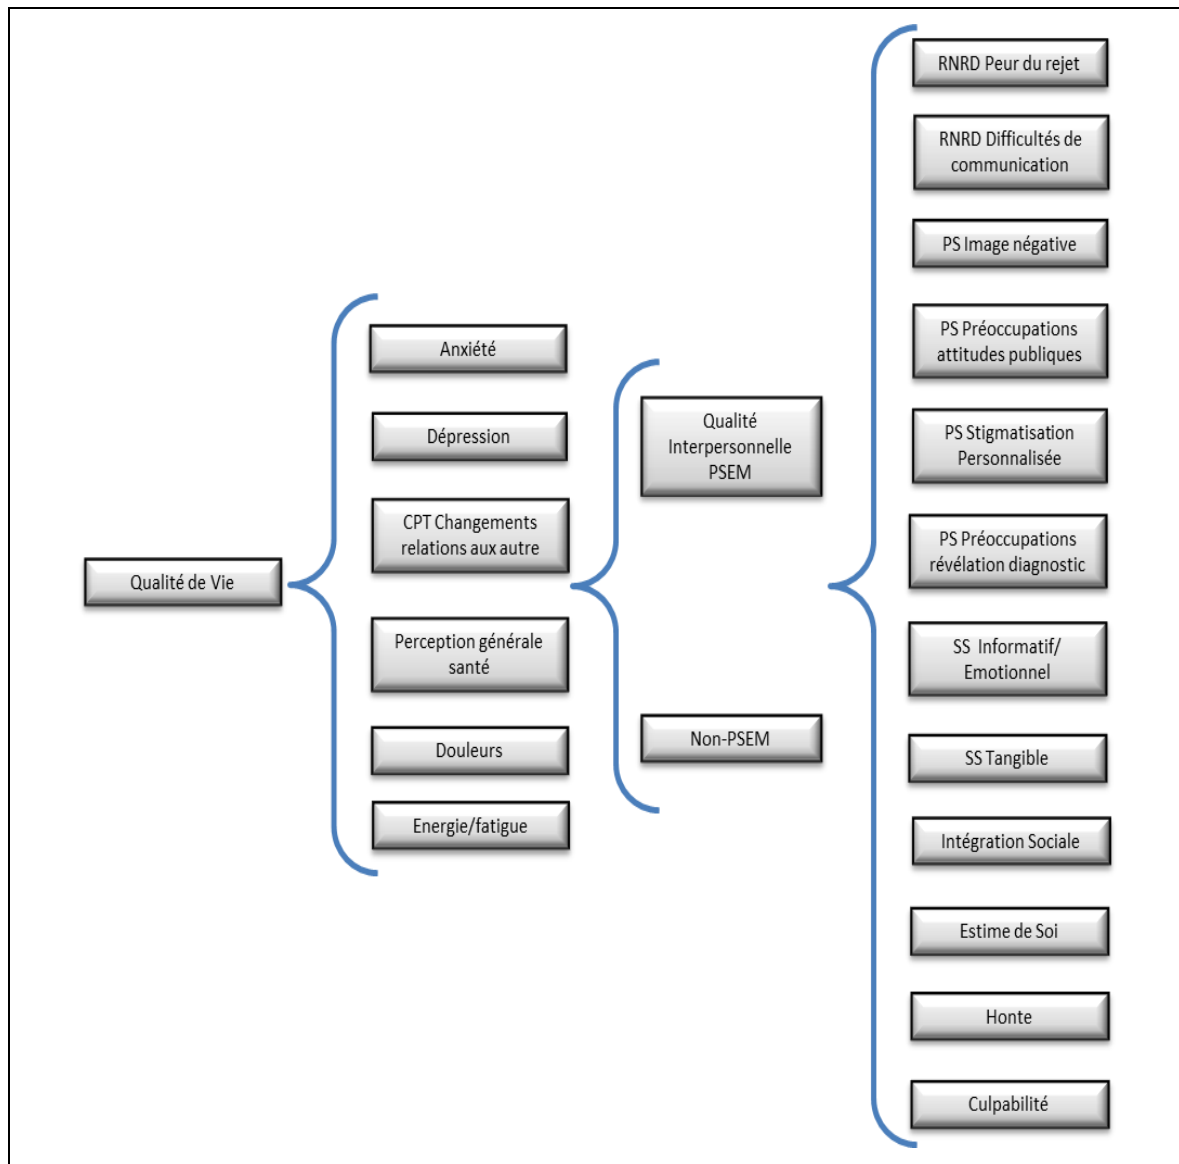 Qualité de Vie
Anxiété
Dépression
CPT Changements
relations aux autre
Perception générale
santé
Douleurs
Energie/fatigue
Qualité
Interpersonnelle
PSEM
Non-PSEM
RNRD Peur du rejet
RNRD Difficultés de
communication
PS Image négative
PS Préoccupations
attitudes publiques
PS Stigmatisation
Personnalisée
PS Préoccupations
révélation diagnostic
SS Informatif/
Emotionnel
SS Tangible
Intégration Sociale
Estime de Soi
Honte
Culpabilité